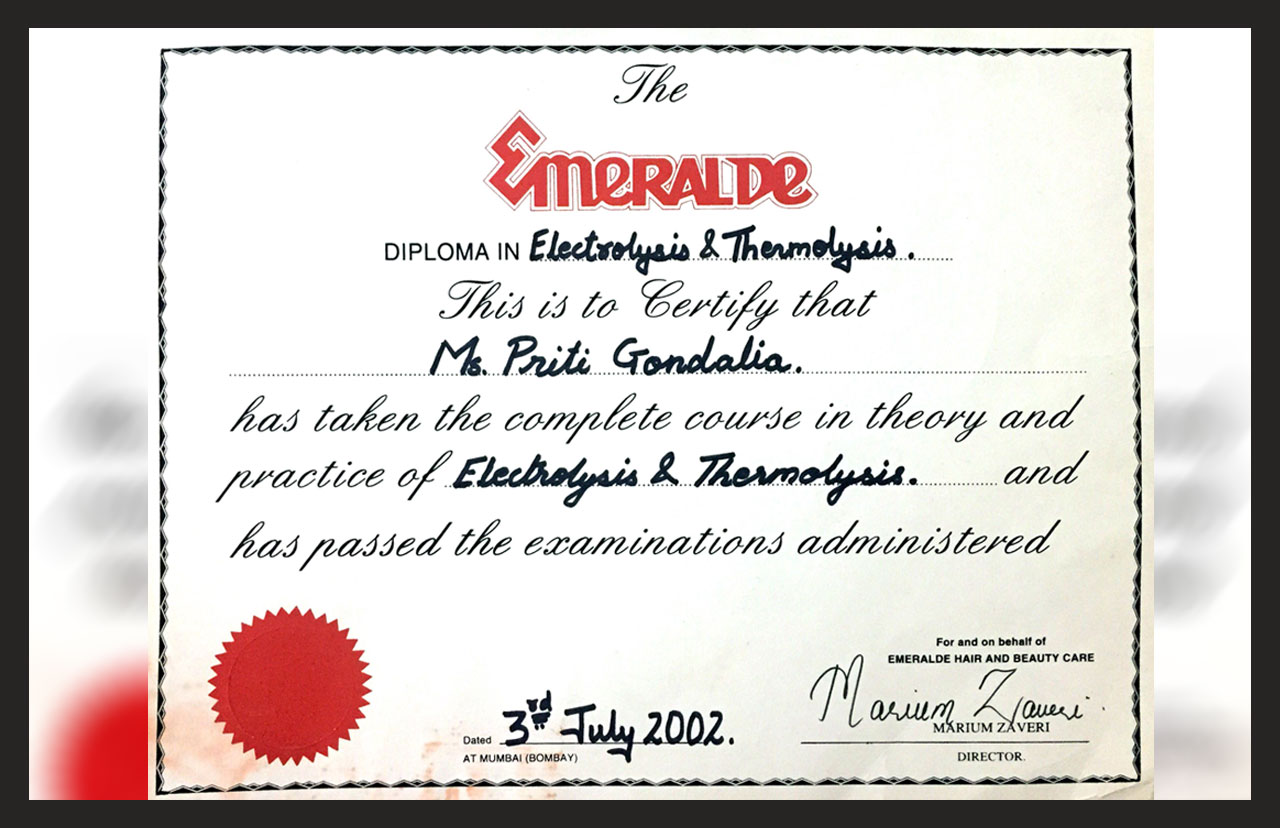 The
EMERALDE
DIPLOMA IN Electrolysis & Thermolysis.
This is to Certify that
Ms. Priti Gondalia.
has taken the complete course in theory and
practice of Electrolysis & Thermolysis. and
has passed the examinations administered
For and on behalf of
EMERALDE HAIR AND BEAUTY CARE
Marium Zaveri
MARIUM ZAVERI
Dated 3rd July 2002.
AT MUMBAI (BOMBAY)
DIRECTOR.